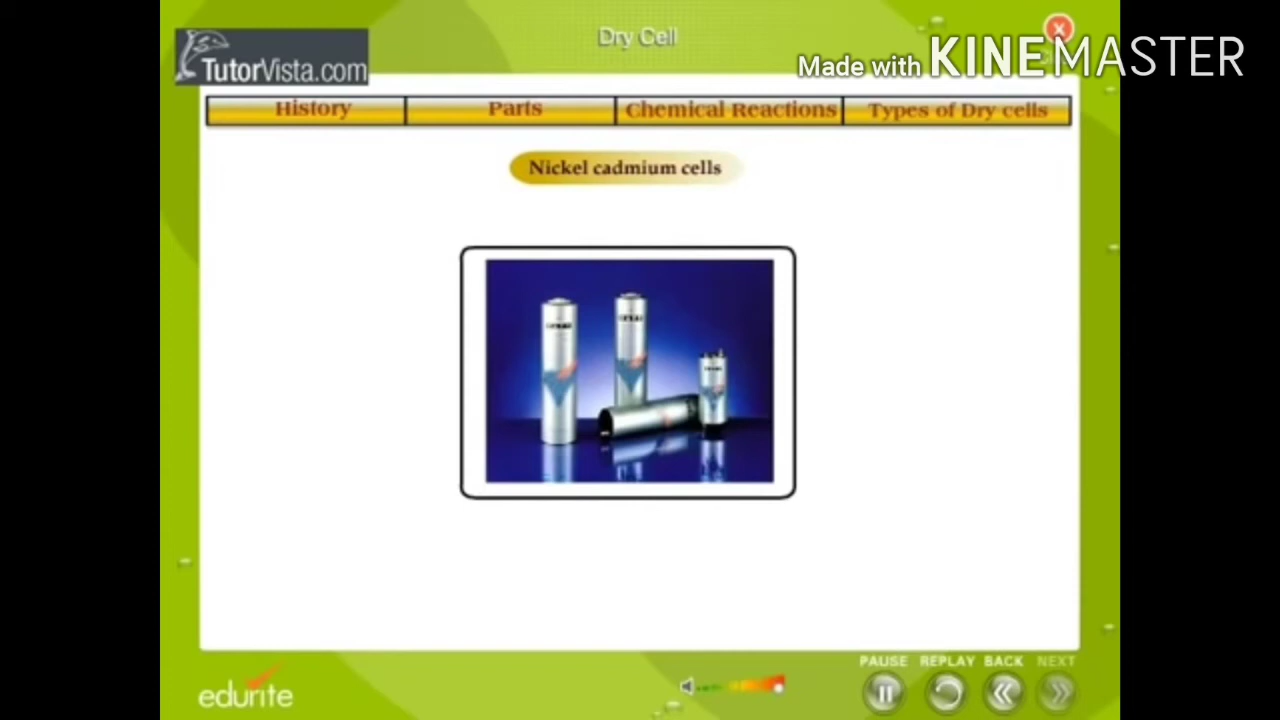 Dry Cell
TutorVista.com
Made with KINEMASTER
History
Parts
Chemical Reactions
Types of Dry cells
Nickel cadmium cells
PAUSE
REPLAY
BACK
NEXT
edurite